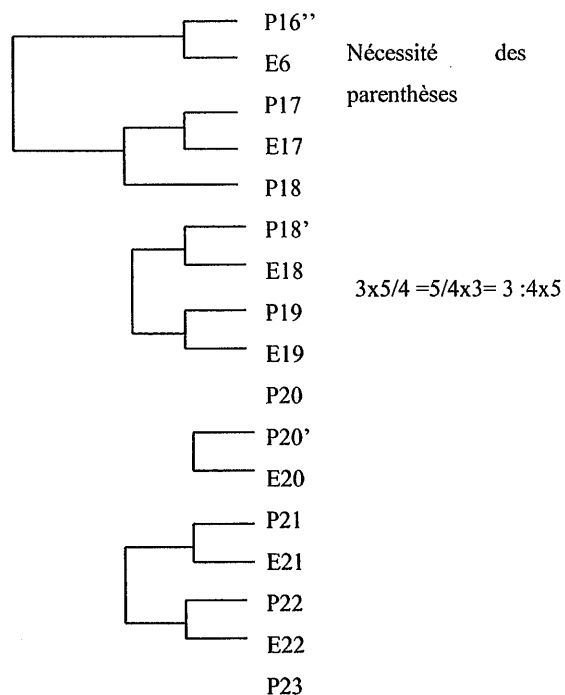 P16’’
E6
Nécessité des
parenthèses
P17
E17
P18
P18’
E18
3x5/4 =5/4x3= 3 :4x5
P19
E19
P20
P20’
E20
P21
E21
P22
E22
P23